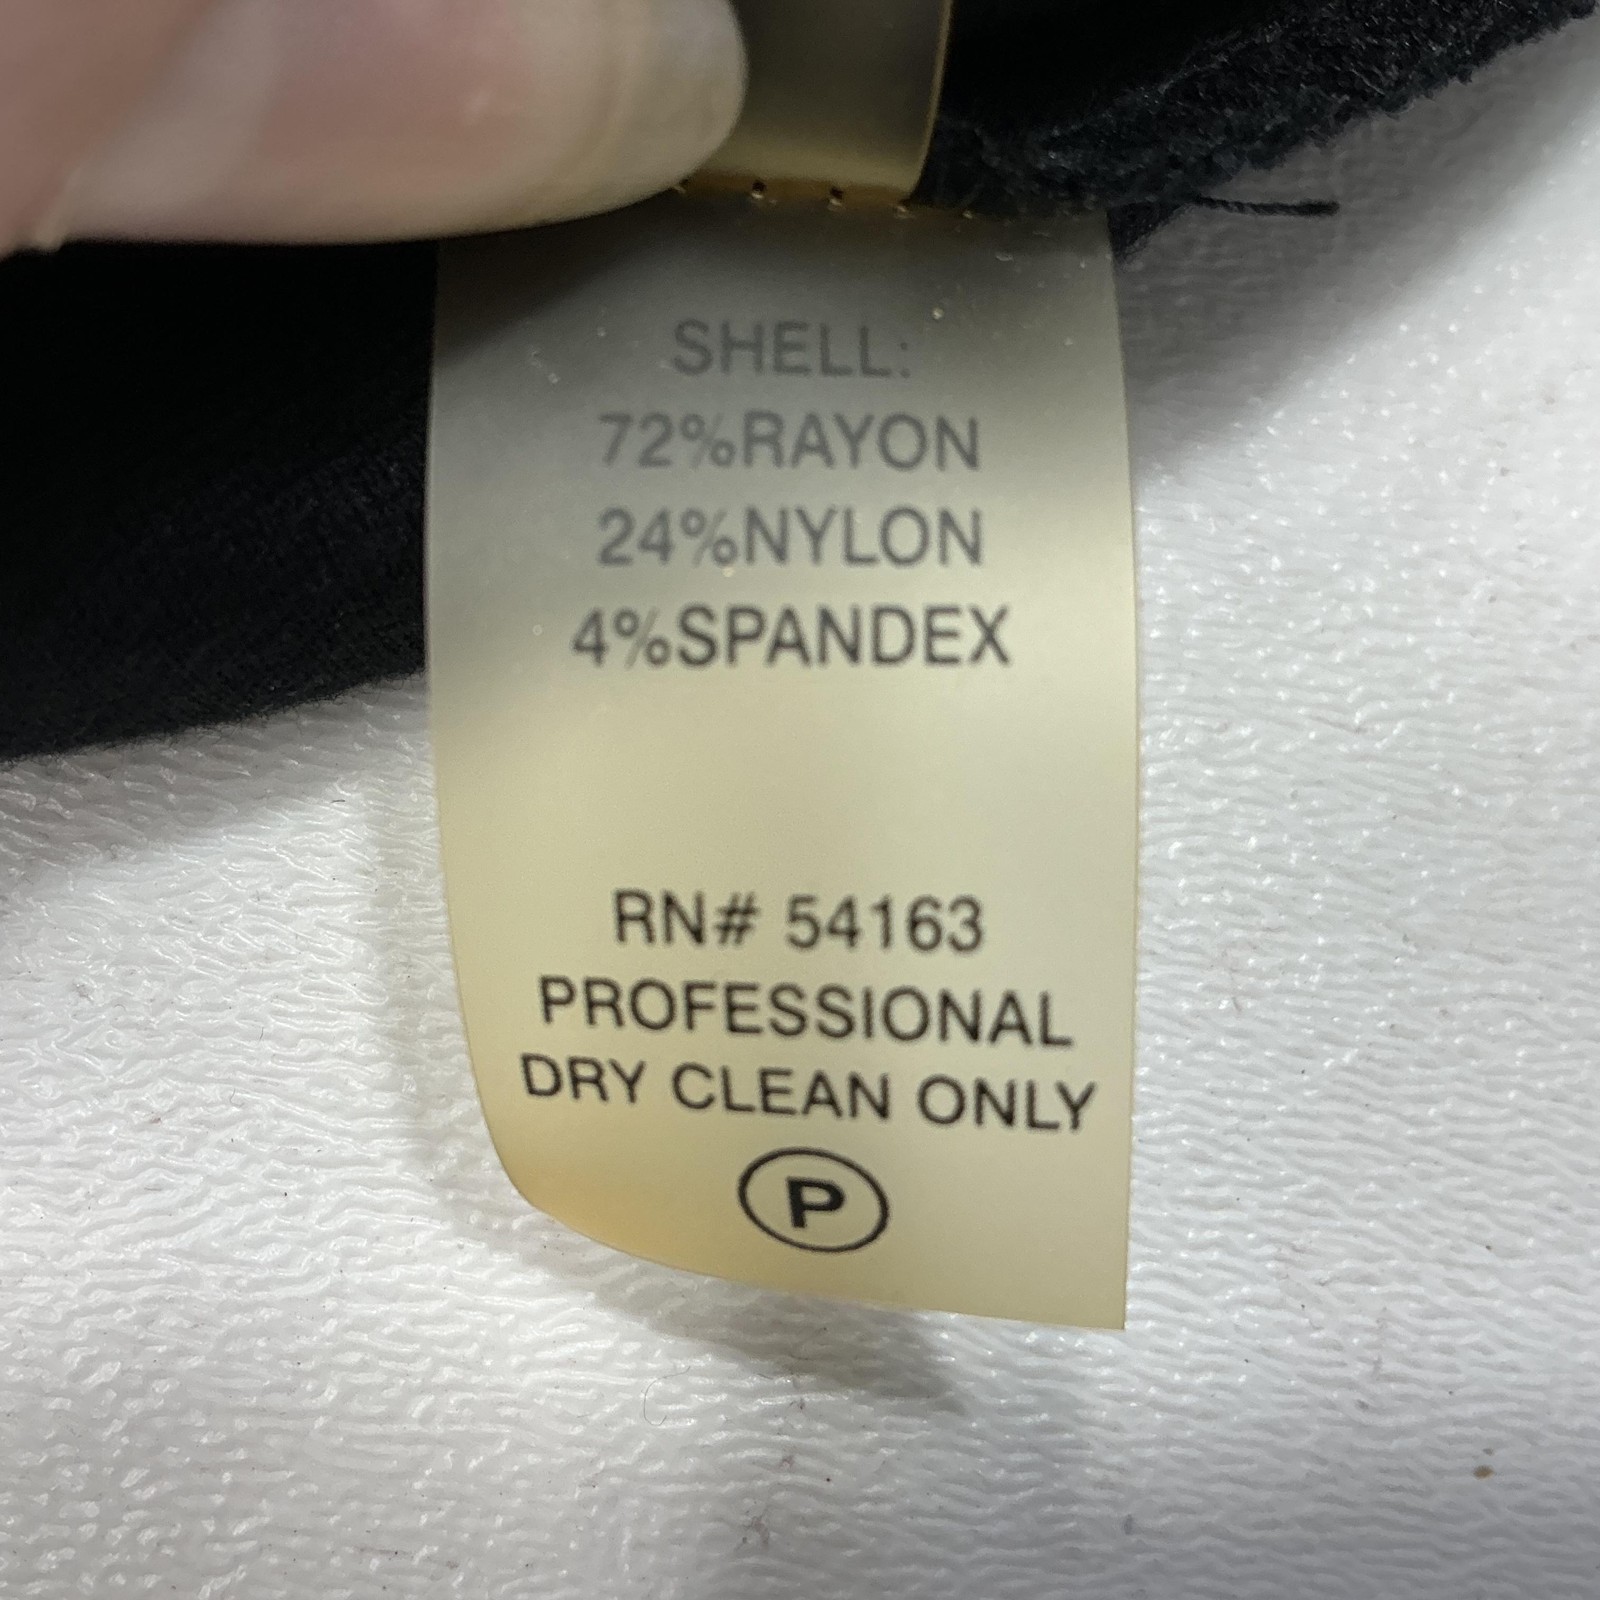 SHELL:
72%RAYON
24%NYLON
4%SPANDEX
RN# 54163
PROFESSIONAL
DRY CLEAN ONLY
P